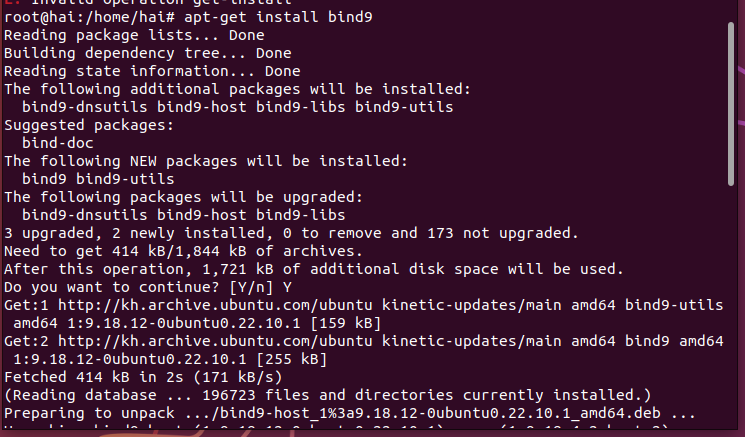 E: Invalid operation get-install
root@hai:/home/hai# apt-get install bind9
Reading package lists... Done
Building dependency tree... Done
Reading state information... Done
The following additional packages will be installed:
  bind9-dnsutils bind9-host bind9-libs bind9-utils
Suggested packages:
  bind-doc
The following NEW packages will be installed:
  bind9 bind9-utils
The following packages will be upgraded:
  bind9-dnsutils bind9-host bind9-libs
3 upgraded, 2 newly installed, 0 to remove and 173 not upgraded.
Need to get 414 kB/1,844 kB of archives.
After this operation, 1,721 kB of additional disk space will be used.
Do you want to continue? [Y/n] Y
Get:1 http://kh.archive.ubuntu.com/ubuntu kinetic-updates/main amd64 bind9-utils
 amd64 1:9.18.12-0ubuntu0.22.10.1 [159 kB]
Get:2 http://kh.archive.ubuntu.com/ubuntu kinetic-updates/main amd64 bind9 amd64
 1:9.18.12-0ubuntu0.22.10.1 [255 kB]
Fetched 414 kB in 2s (171 kB/s)
(Reading database ... 196723 files and directories currently installed.)
Preparing to unpack .../bind9-host_1%3a9.18.12-0ubuntu0.22.10.1_amd64.deb ...